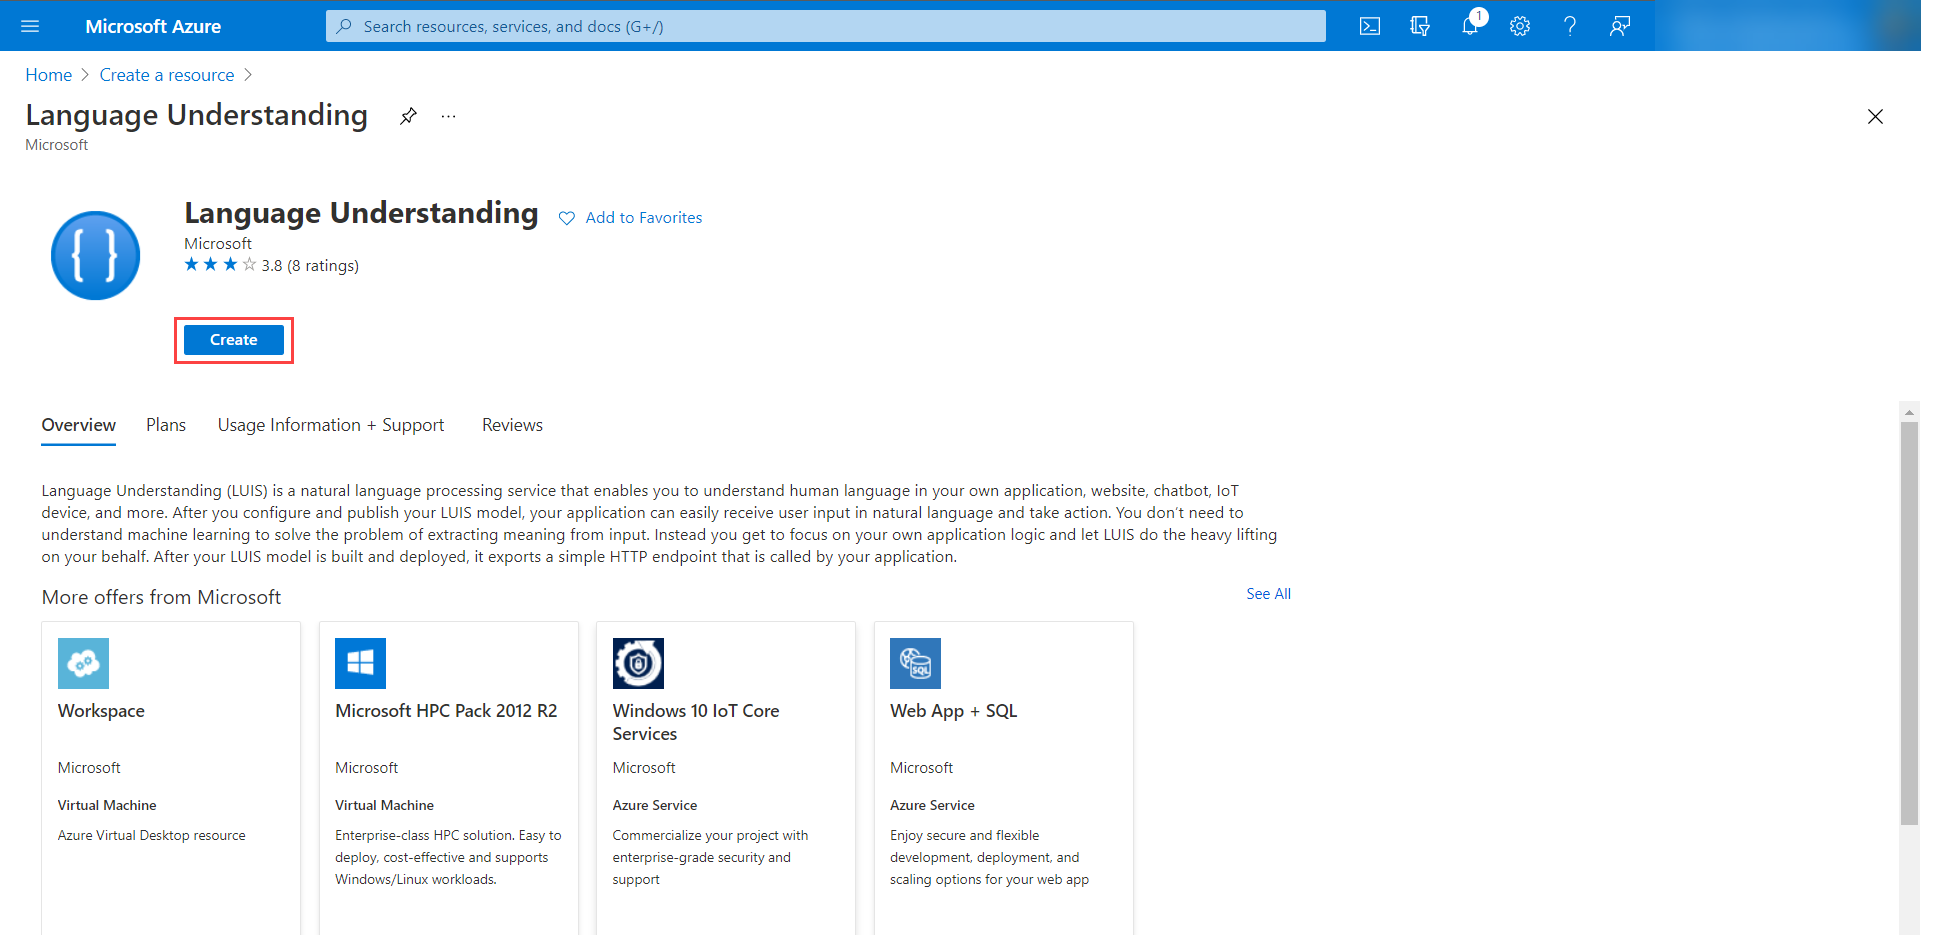 Microsoft Azure
Search resources, services, and docs (G+/)
1
Home > Create a resource >
Language Understanding
...
Microsoft
{ }
Language Understanding
Add to Favorites
Microsoft
3.8 (8 ratings)
Create
Overview Plans Usage Information + Support Reviews
Language Understanding (LUIS) is a natural language processing service that enables you to understand human language in your own application, website, chatbot, IoT
device, and more. After you configure and publish your LUIS model, your application can easily receive user input in natural language and take action. You don't need to
understand machine learning to solve the problem of extracting meaning from input. Instead you get to focus on your own application logic and let LUIS do the heavy lifting
on your behalf. After your LUIS model is built and deployed, it exports a simple HTTP endpoint that is called by your application.
More offers from Microsoft
See All
Workspace
Microsoft
Virtual Machine
Azure Virtual Desktop resource
Microsoft HPC Pack 2012 R2
Microsoft
Virtual Machine
Enterprise-class HPC solution. Easy to
deploy, cost-effective and supports
Windows/Linux workloads.
Windows 10 IoT Core
Services
Microsoft
Azure Service
Commercialize your project with
enterprise-grade security and
support
SQL
Web App + SQL
Microsoft
Azure Service
Enjoy secure and flexible
development, deployment, and
scaling options for your web app